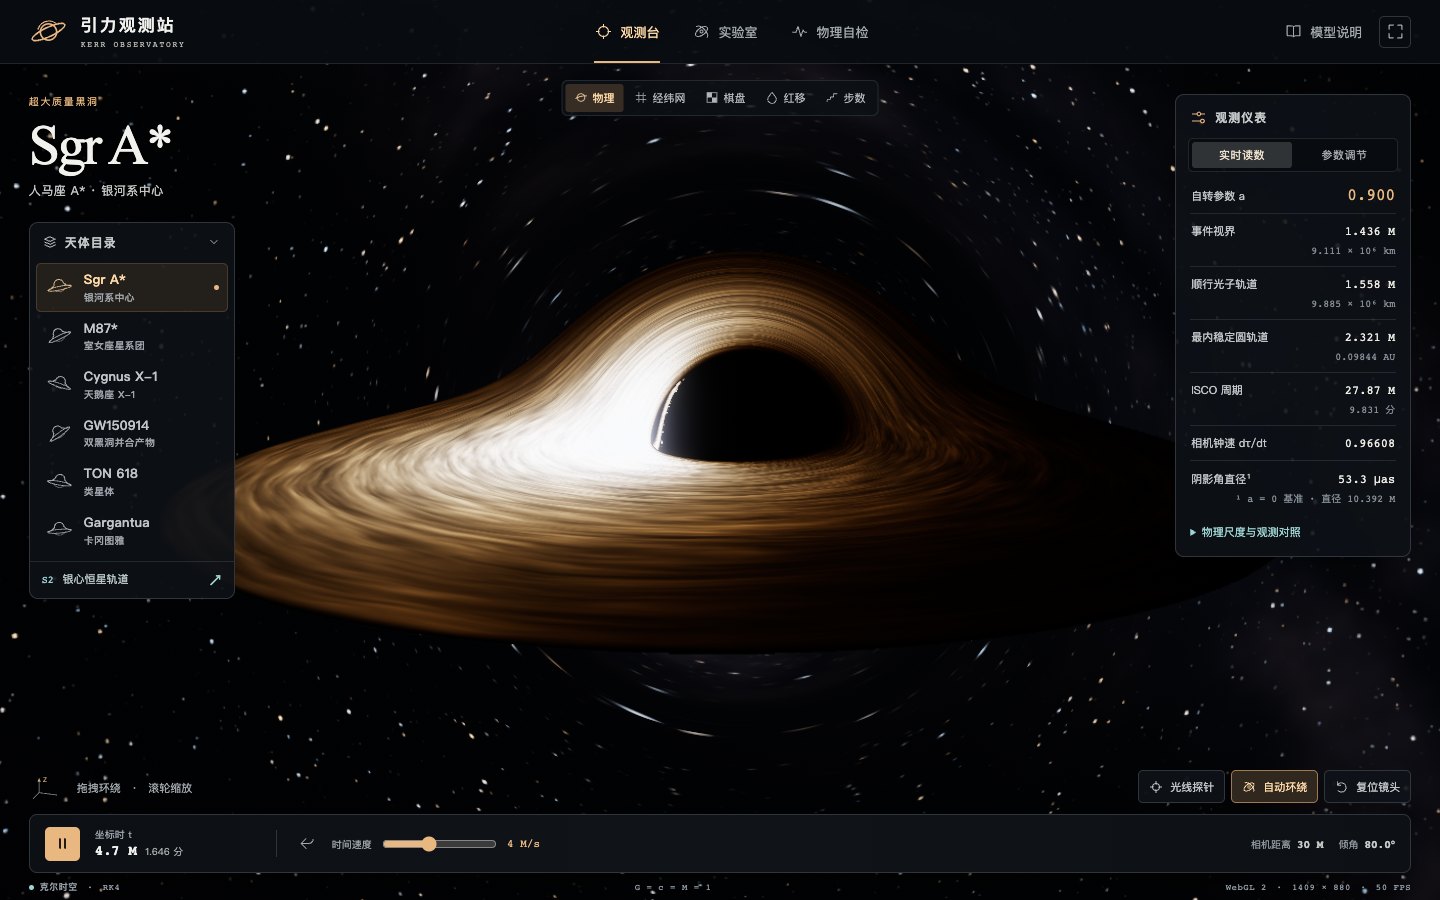 引力观测站
KERR OBSERVATORY
观测台
实验室
物理自检
模型说明
超大质量黑洞
Sgr A*
人马座 A* · 银河系中心
物理
经纬网
棋盘
红移
步数
天体目录
Sgr A*
银河系中心
M87*
室女座星系团
Cygnus X-1
天鹅座 X-1
GW150914
双黑洞并合产物
TON 618
类星体
Gargantua
卡冈图雅
S2 银心恒星轨道
观测仪表
实时读数
参数调节
自转参数 a 0.900
事件视界 1.436 M
9.111 × 10⁶ km
顺行光子轨道 1.558 M
9.885 × 10⁶ km
最内稳定圆轨道 2.321 M
0.09844 AU
ISCO 周期 27.87 M
9.831 分
相机钟速 dτ/dt 0.96608
阴影角直径¹ 53.3 μas
¹ a = 0 基准 · 直径 10.392 M
物理尺度与观测对照
Z
拖拽环绕 · 滚轮缩放
光线探针
自动环绕
复位镜头
坐标时 t
4.7 M 1.646 分
时间速度 4 M/s
相机距离 30 M 倾角 80.0°
克尔时空 · RK4
G = c = M = 1
WebGL 2 · 1409 × 880 · 50 FPS